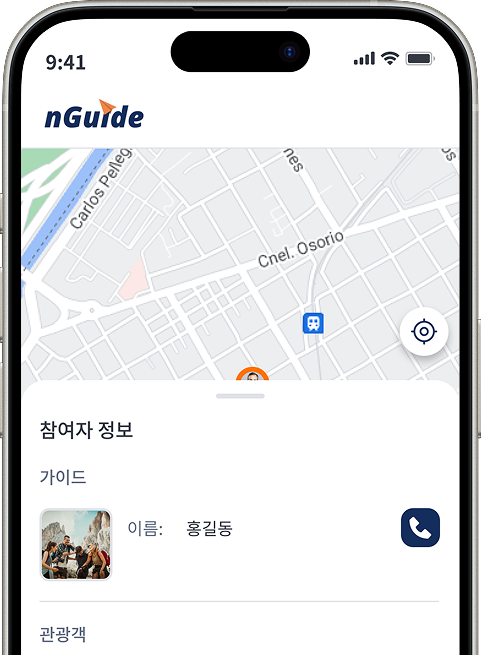 9:41
nGuide
Carlos Pelleg
nes
os
Cnel. Osorio
참여자 정보
가이드
이름: 홍길동
관광객